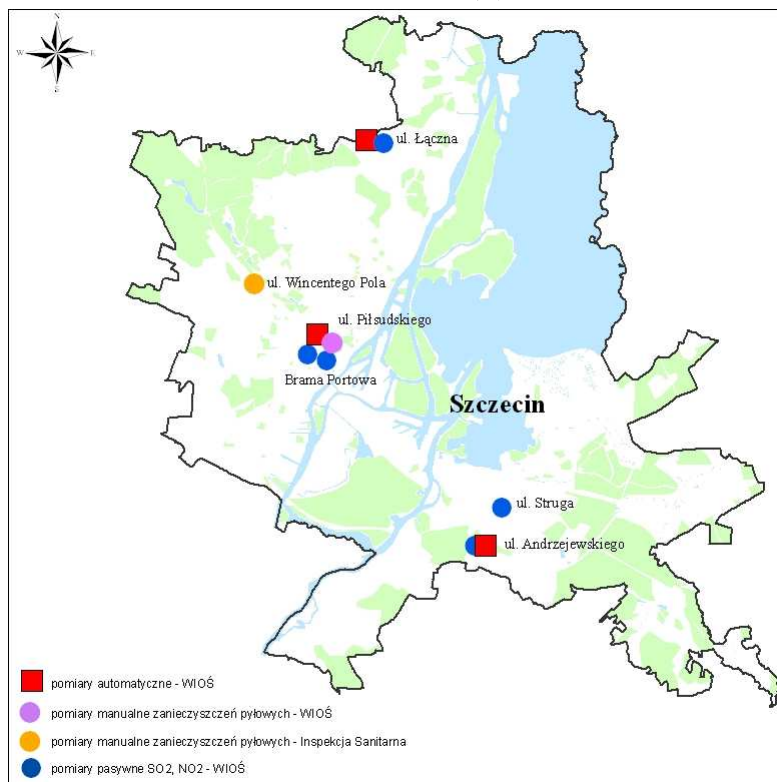 N
W E
S
ul. Łączna
ul. Wincentego Pola
ul. Piłsudskiego
Brama Portowa
Szczecin
ul. Struga
ul. Andrzejewskiego
pomiary automatyczne - WIOŚ
pomiary manualne zanieczyszczeń pyłowych - WIOŚ
pomiary manualne zanieczyszczeń pyłowych - Inspekcja Sanitarna
pomiary pasywne SO2, NO2 - WIOŚ